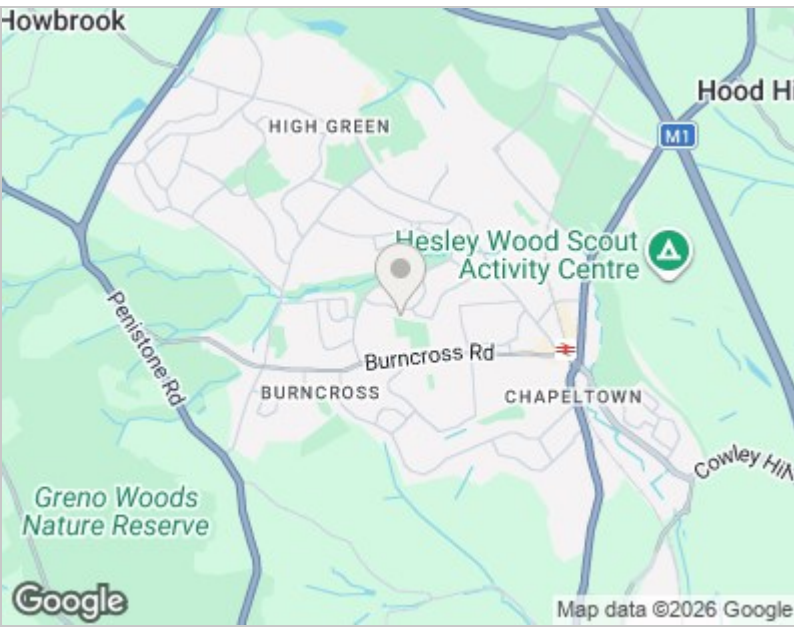 Howbrook
Hood Hi
HIGH GREEN
M1
Hesley Wood Scout
Activity Centre
Penistone Rd
Burncross Rd
BURNCROSS
CHAPELTOWN
Cowley Hil
Greno Woods
Nature Reserve
Google
Map data ©2026 Google